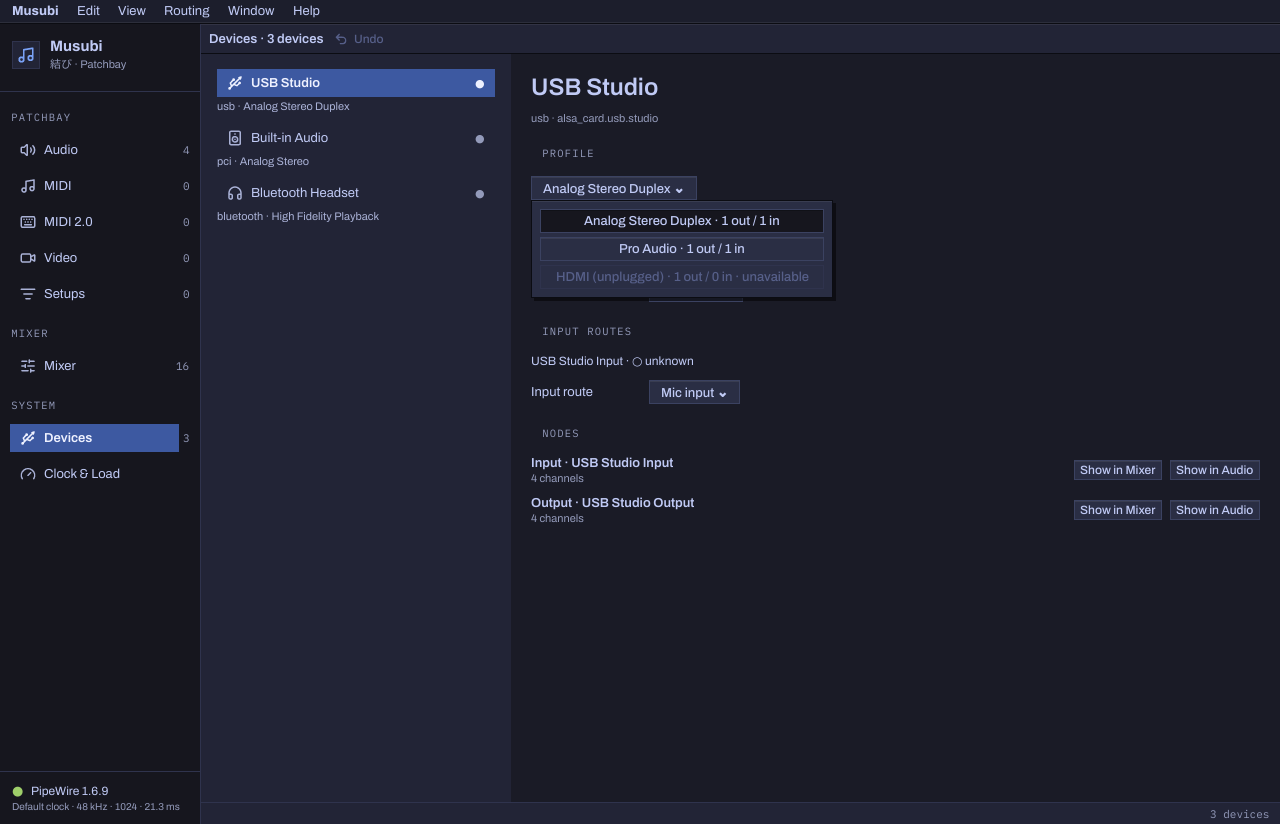 Musubi Edit View Routing Window Help
Musubi
結び · Patchbay
Devices · 3 devices Undo
PATCHBAY
Audio 4
MIDI 0
MIDI 2.0 0
Video 0
Setups 0
MIXER
Mixer 16
SYSTEM
Devices 3
Clock & Load
PipeWire 1.6.9
Default clock · 48 kHz · 1024 · 21.3 ms
USB Studio
usb · Analog Stereo Duplex
Built-in Audio
pci · Analog Stereo
Bluetooth Headset
bluetooth · High Fidelity Playback
USB Studio
usb · alsa_card.usb.studio
PROFILE
Analog Stereo Duplex
Analog Stereo Duplex · 1 out / 1 in
Pro Audio · 1 out / 1 in
HDMI (unplugged) · 1 out / 0 in · unavailable
INPUT ROUTES
USB Studio Input · ○ unknown
Input route Mic input
NODES
Input · USB Studio Input
4 channels
Show in Mixer Show in Audio
Output · USB Studio Output
4 channels
Show in Mixer Show in Audio
3 devices